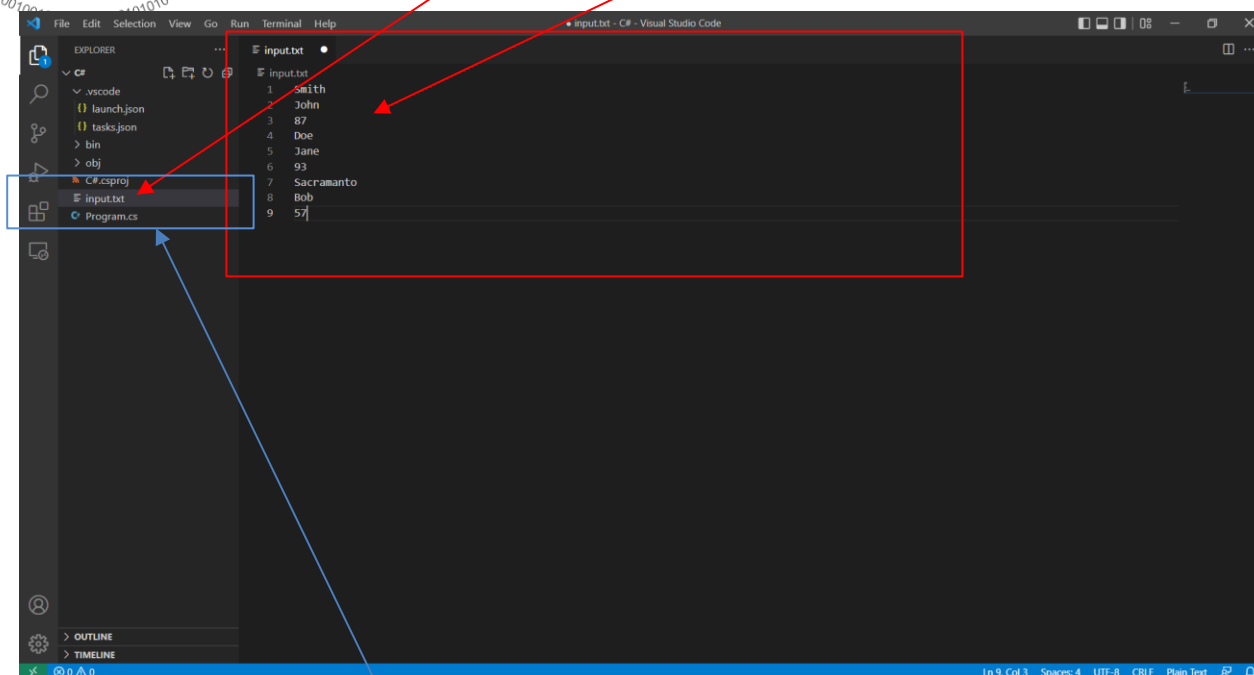 File Edit Selection View Go Run Terminal Help ● input.txt - C# - Visual Studio Code
EXPLORER ···
C#
.vscode
{} launch.json
{} tasks.json
> bin
> obj
C#.csproj
input.txt
Program.cs
> OUTLINE
> TIMELINE
input.txt ●
input.txt
1 Smith
2 John
3 87
4 Doe
5 Jane
6 93
7 Sacramanto
8 Bob
9 57
0 0 Ln 9, Col 3 Spaces: 4 UTF-8 CRLF Plain Text